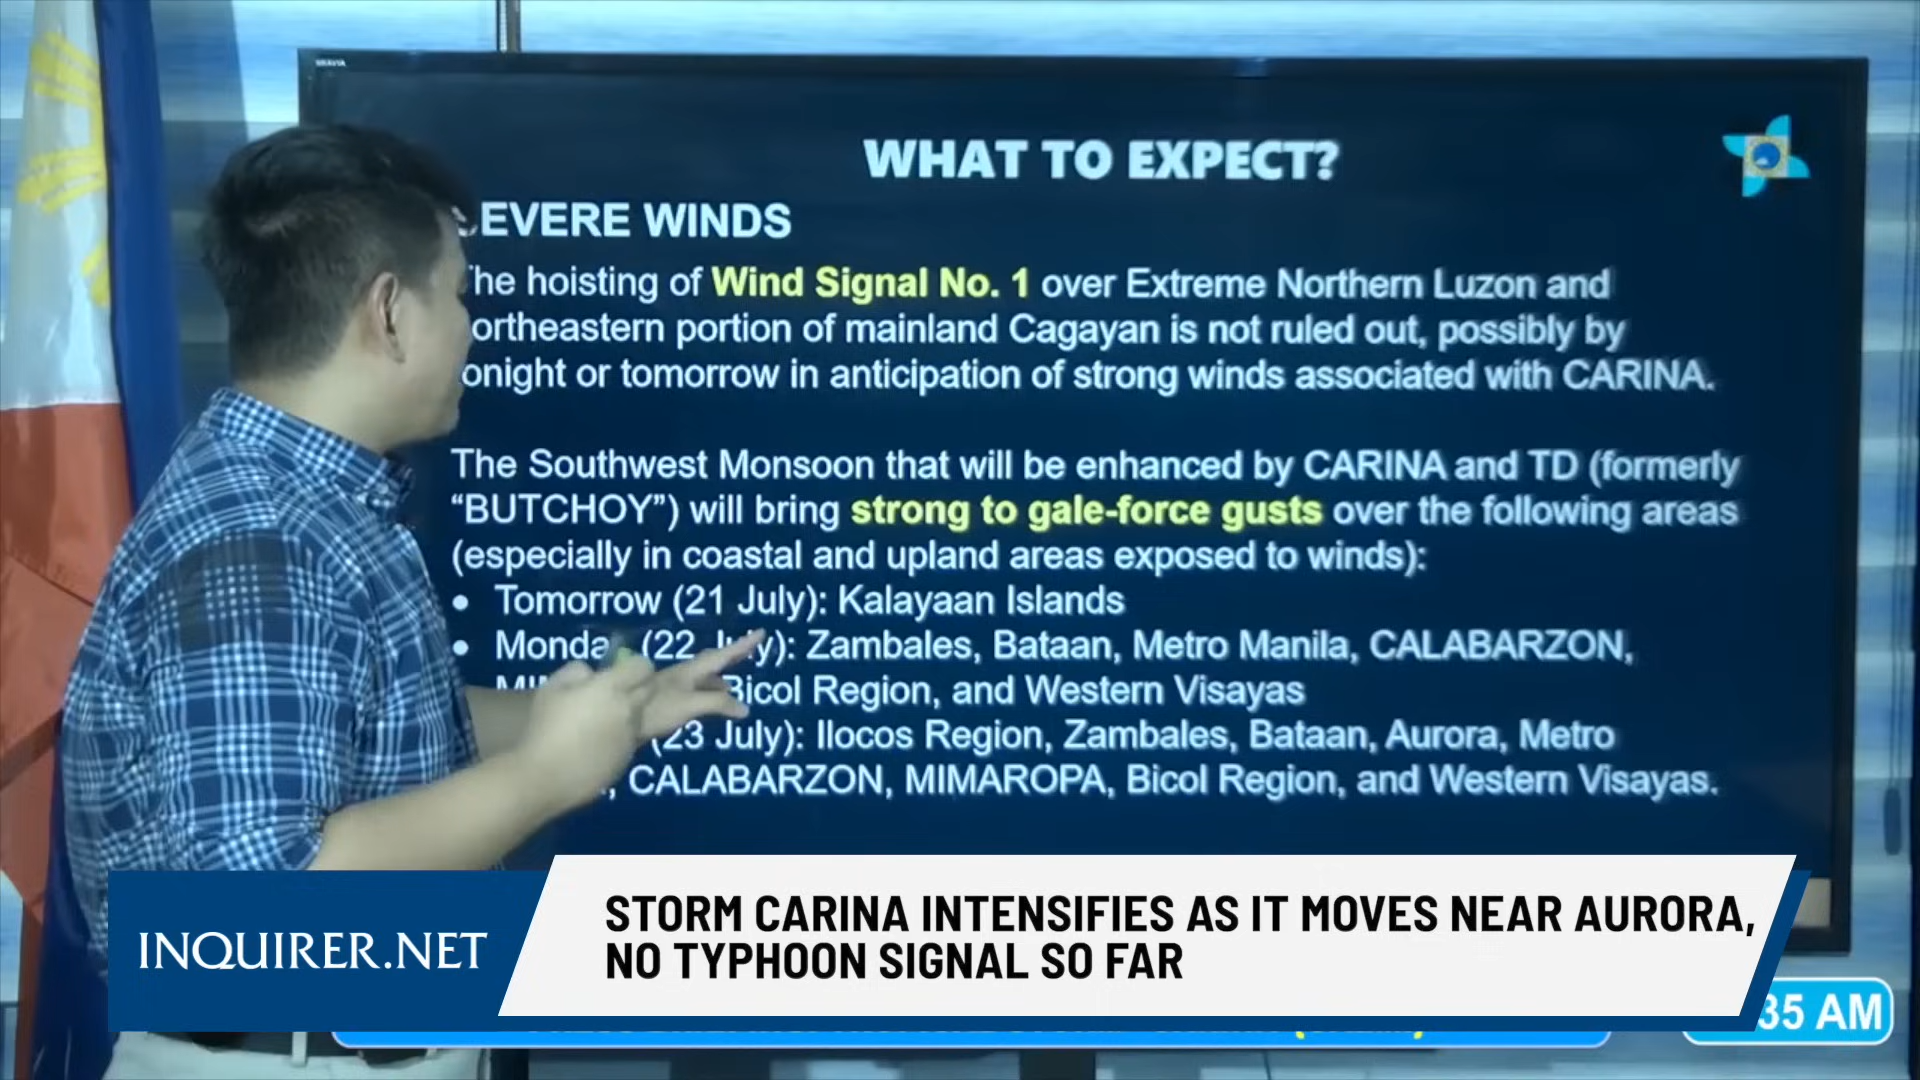 BRAVIA
WHAT TO EXPECT?
EVERE WINDS
he hoisting of Wind Signal No. 1 over Extreme Northern Luzon and
ortheastern portion of mainland Cagayan is not ruled out, possibly by
onight or tomorrow in anticipation of strong winds associated with CARINA.
The Southwest Monsoon that will be enhanced by CARINA and TD (formerly
“BUTCHOY”) will bring strong to gale-force gusts over the following areas
(especially in coastal and upland areas exposed to winds):
• Tomorrow (21 July): Kalayaan Islands
• Monda (22 July): Zambales, Bataan, Metro Manila, CALABARZON,
Bicol Region, and Western Visayas
(23 July): Ilocos Region, Zambales, Bataan, Aurora, Metro
, CALABARZON, MIMAROPA, Bicol Region, and Western Visayas.
INQUIRER.NET
STORM CARINA INTENSIFIES AS IT MOVES NEAR AURORA,
NO TYPHOON SIGNAL SO FAR
35 AM